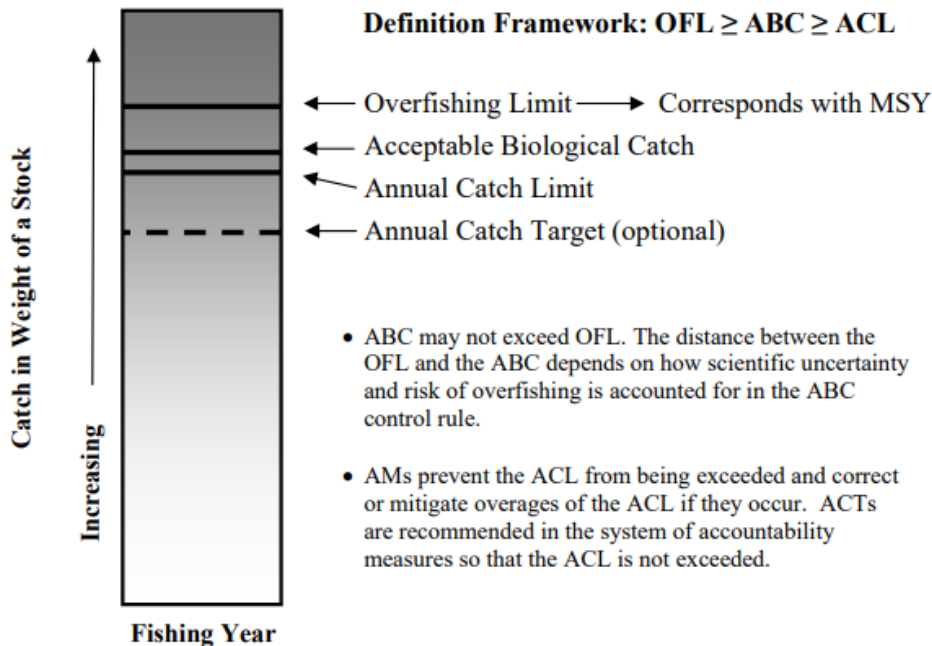 Definition Framework: OFL ≥ ABC ≥ ACL
Overfishing Limit
Corresponds with MSY
Acceptable Biological Catch
Annual Catch Limit
Annual Catch Target (optional)
Catch in Weight of a Stock
Increasing
• ABC may not exceed OFL. The distance between the
OFL and the ABC depends on how scientific uncertainty
and risk of overfishing is accounted for in the ABC
control rule.
• AMs prevent the ACL from being exceeded and correct
or mitigate overages of the ACL if they occur.  ACTs
are recommended in the system of accountability
measures so that the ACL is not exceeded.
Fishing Year